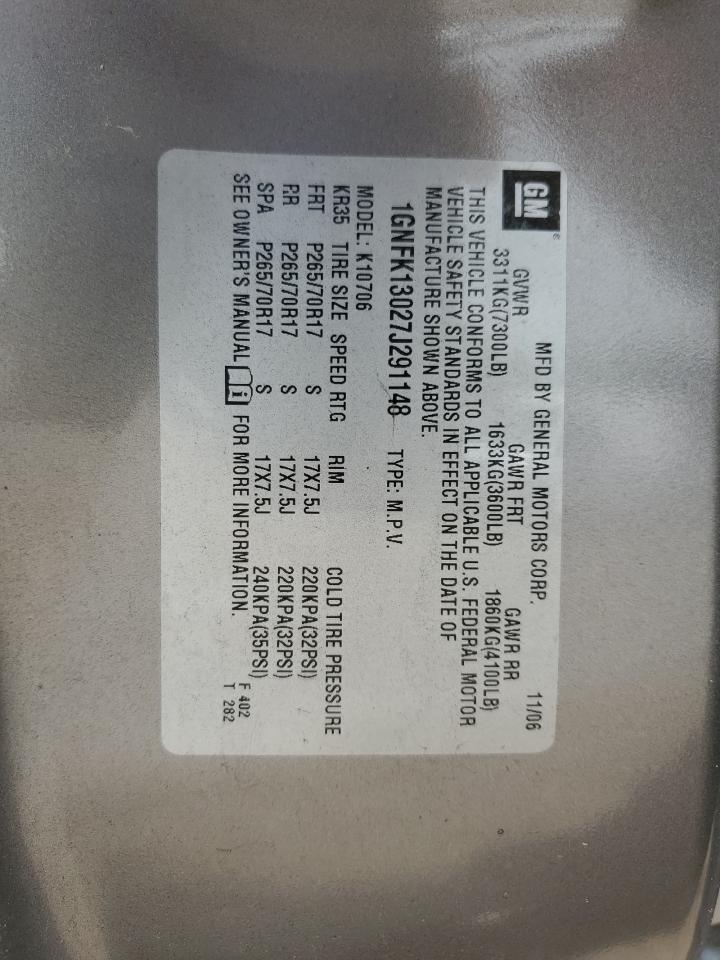 GM®
MFD BY GENERAL MOTORS CORP. 11/06
GVWR GAWR FRT GAWR RR
3311KG(7300LB) 1633KG(3600LB) 1860KG(4100LB)
THIS VEHICLE CONFORMS TO ALL APPLICABLE U.S. FEDERAL MOTOR
VEHICLE SAFETY STANDARDS IN EFFECT ON THE DATE OF
MANUFACTURE SHOWN ABOVE.
1GNFK13027J291148 TYPE: M.P.V.
MODEL: K10706
KR35 TIRE SIZE SPEED RTG RIM COLD TIRE PRESSURE
FRT P265/70R17 S 17X7.5J 220KPA(32PSI)
RR P265/70R17 S 17X7.5J 220KPA(32PSI)
SPA P265/70R17 S 17X7.5J 240KPA(35PSI)
SEE OWNER'S MANUAL i FOR MORE INFORMATION.
F 402
T 282